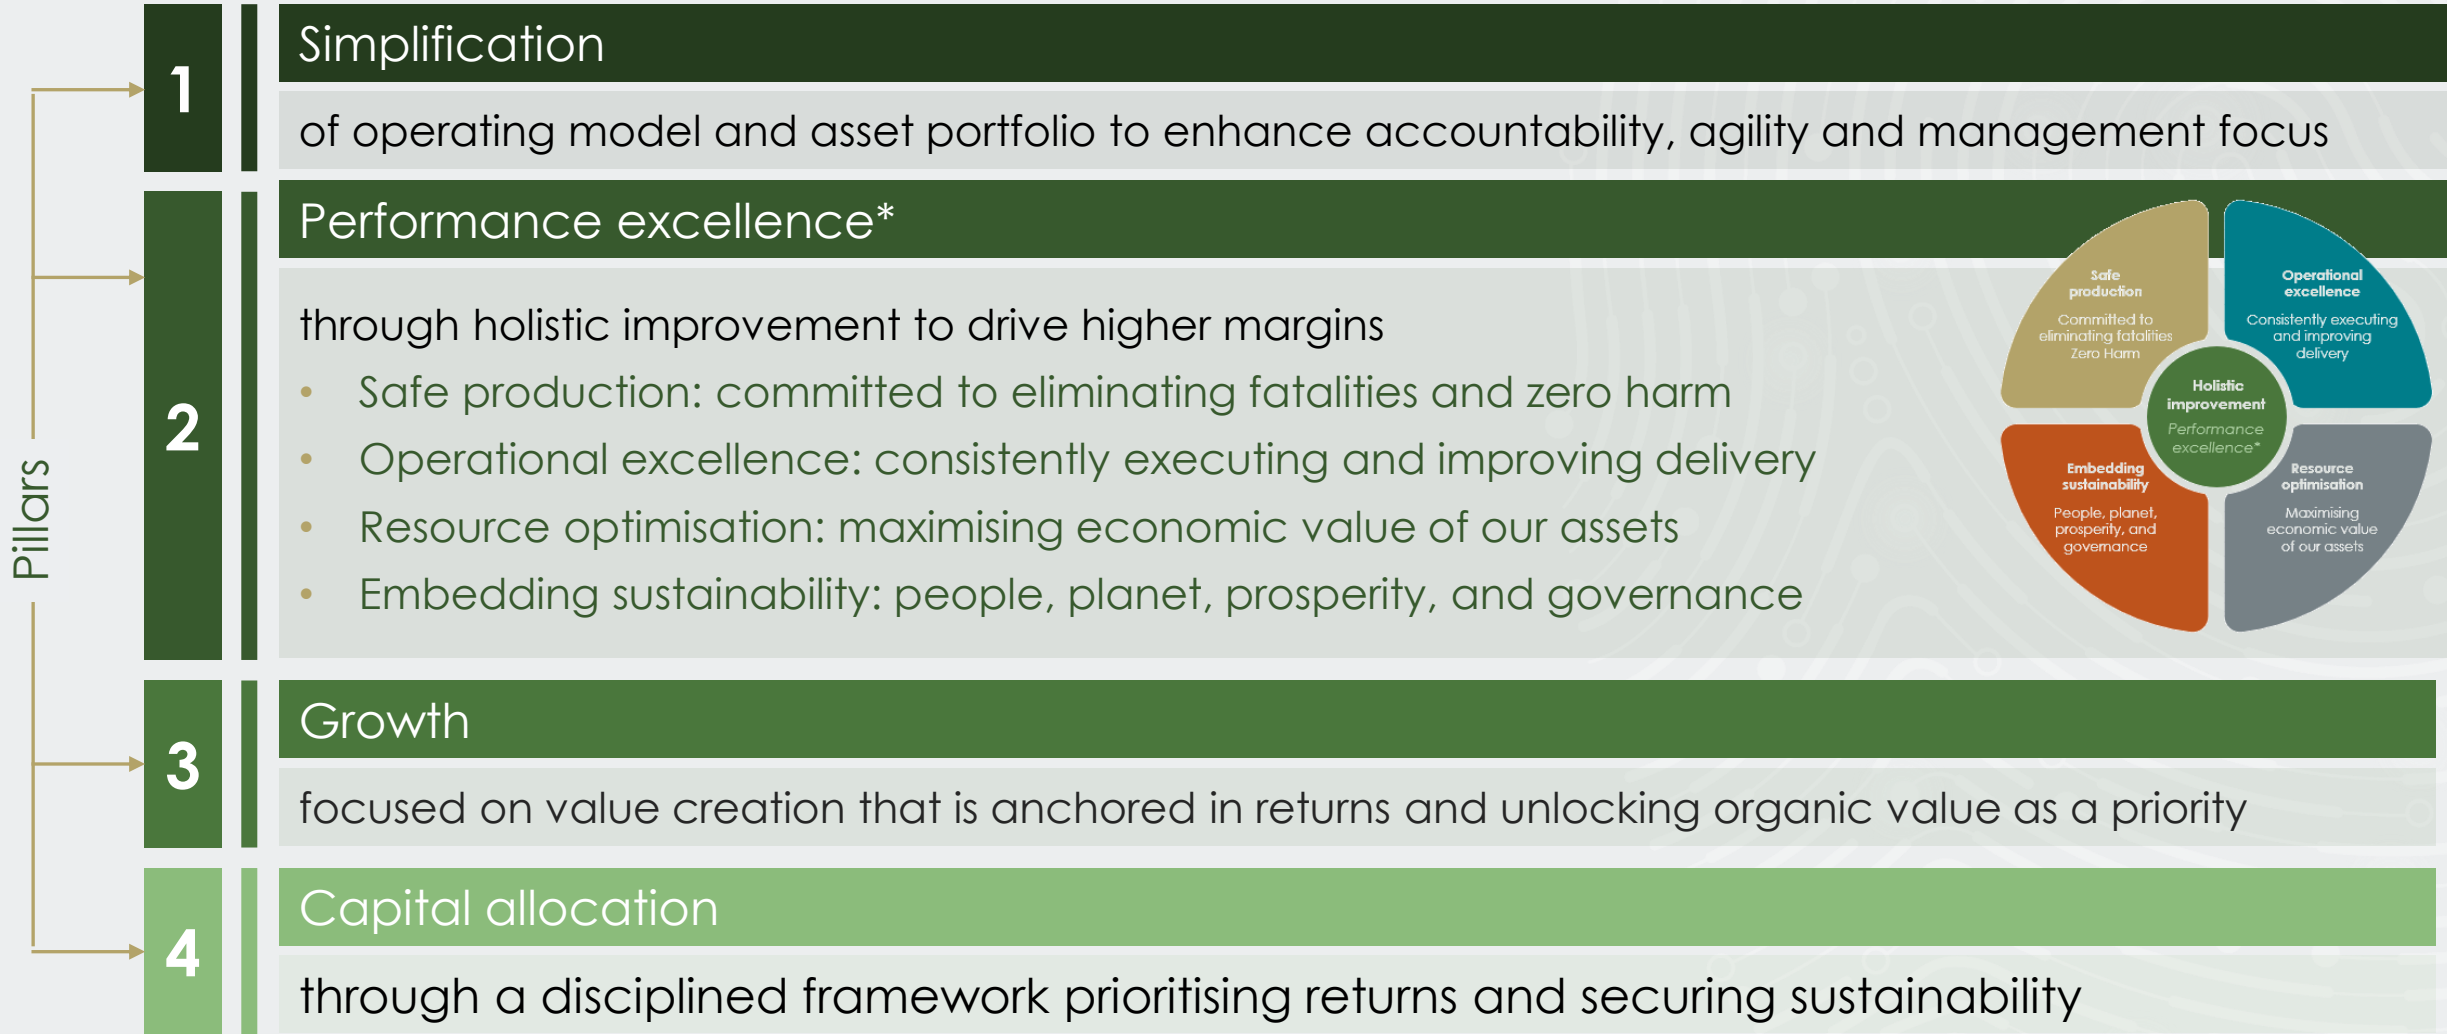 Pillars
1
Simplification
of operating model and asset portfolio to enhance accountability, agility and management focus
2
Performance excellence*
through holistic improvement to drive higher margins
• Safe production: committed to eliminating fatalities and zero harm
• Operational excellence: consistently executing and improving delivery
• Resource optimisation: maximising economic value of our assets
• Embedding sustainability: people, planet, prosperity, and governance
Safe
production
Committed to
eliminating fatalities
Zero Harm
Operational
excellence
Consistently executing
and improving
delivery
Holistic
improvement
Performance
excellence*
Embedding
sustainability
People, planet,
prosperity, and
governance
Resource
optimisation
Maximising
economic value
of our assets
3
Growth
focused on value creation that is anchored in returns and unlocking organic value as a priority
4
Capital allocation
through a disciplined framework prioritising returns and securing sustainability